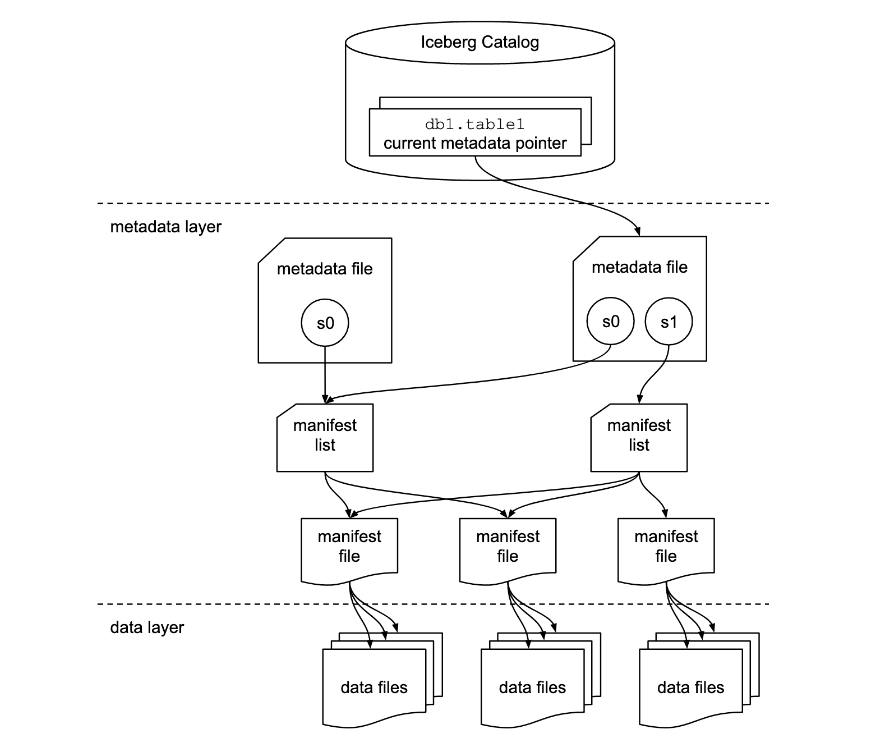 Iceberg Catalog
db1.table1
current metadata pointer
metadata layer
metadata file
metadata file
s0
s0
s1
manifest
list
manifest
list
manifest
file
manifest
file
manifest
file
data layer
data files
data files
data files